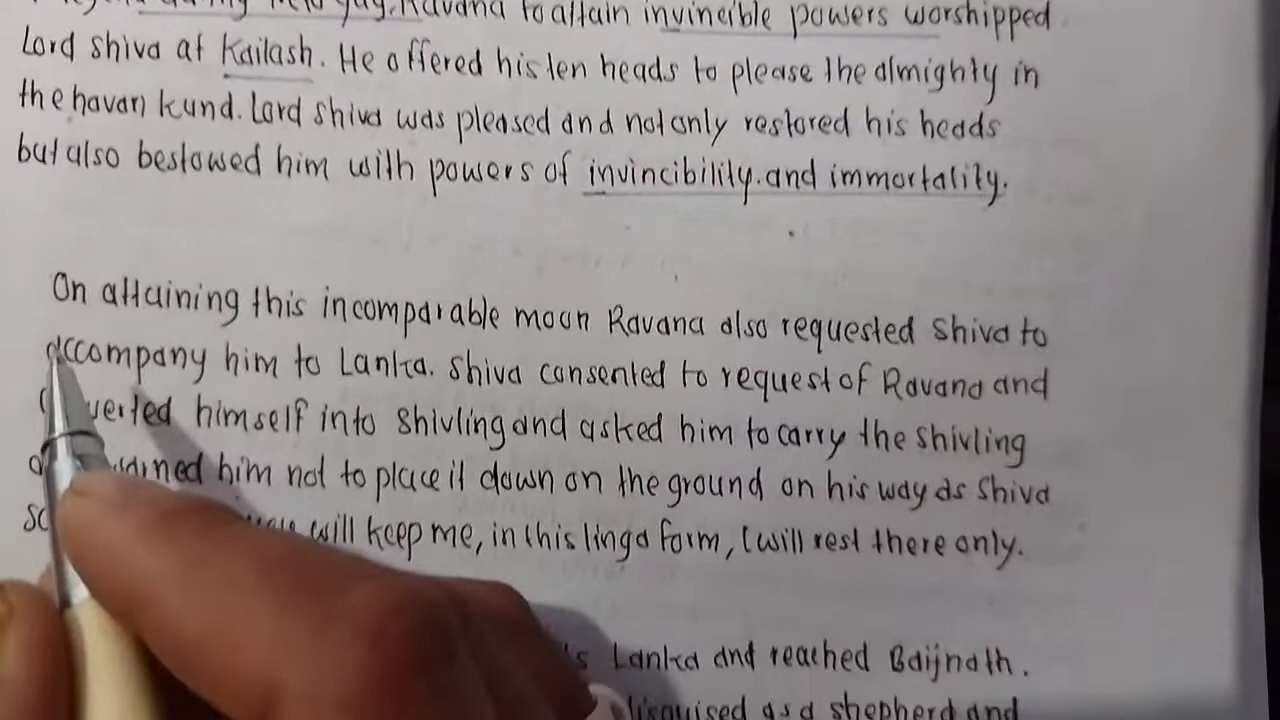 yug, Ravana to attain invincible powers worshipped
Lord shiva at Kailash. He offered his ten heads to please the almighty in
the havan kund. Lord shiva was pleased and not only restored his heads
but also bestowed him with powers of invincibility and immortality.
On attaining this incomparable moon Ravana also requested Shiva to
accompany him to Lanka. Shiva consented to request of Ravana and
himself into Shivling and asked him to carry the shivling
him not to place it down on the ground on his way as Shiva
will keep me, in this linga form, I will rest there only.
Lanka and reached Baijnath.
disguised as a shepherd and